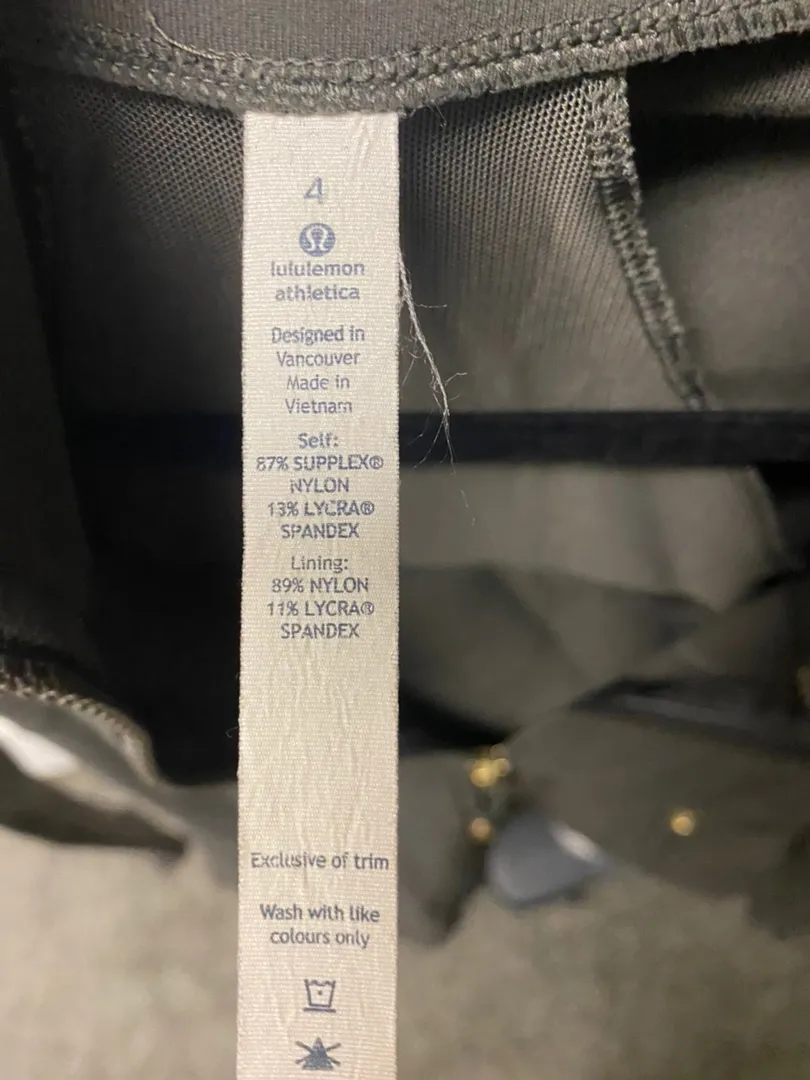 4
lululemon
athletica
Designed in
Vancouver
Made in
Vietnam
Self:
87% SUPPLEX®
NYLON
13% LYCRA®
SPANDEX
Lining:
89% NYLON
11% LYCRA®
SPANDEX
Exclusive of trim
Wash with like
colours only